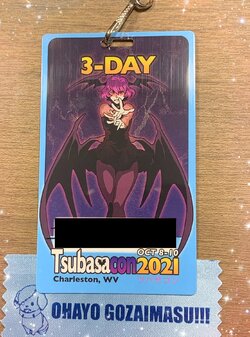 3-DAY
OCT 8-10
Tsubasacon 2021
Charleston, WV
OHAYO GOZAIMASU!!!